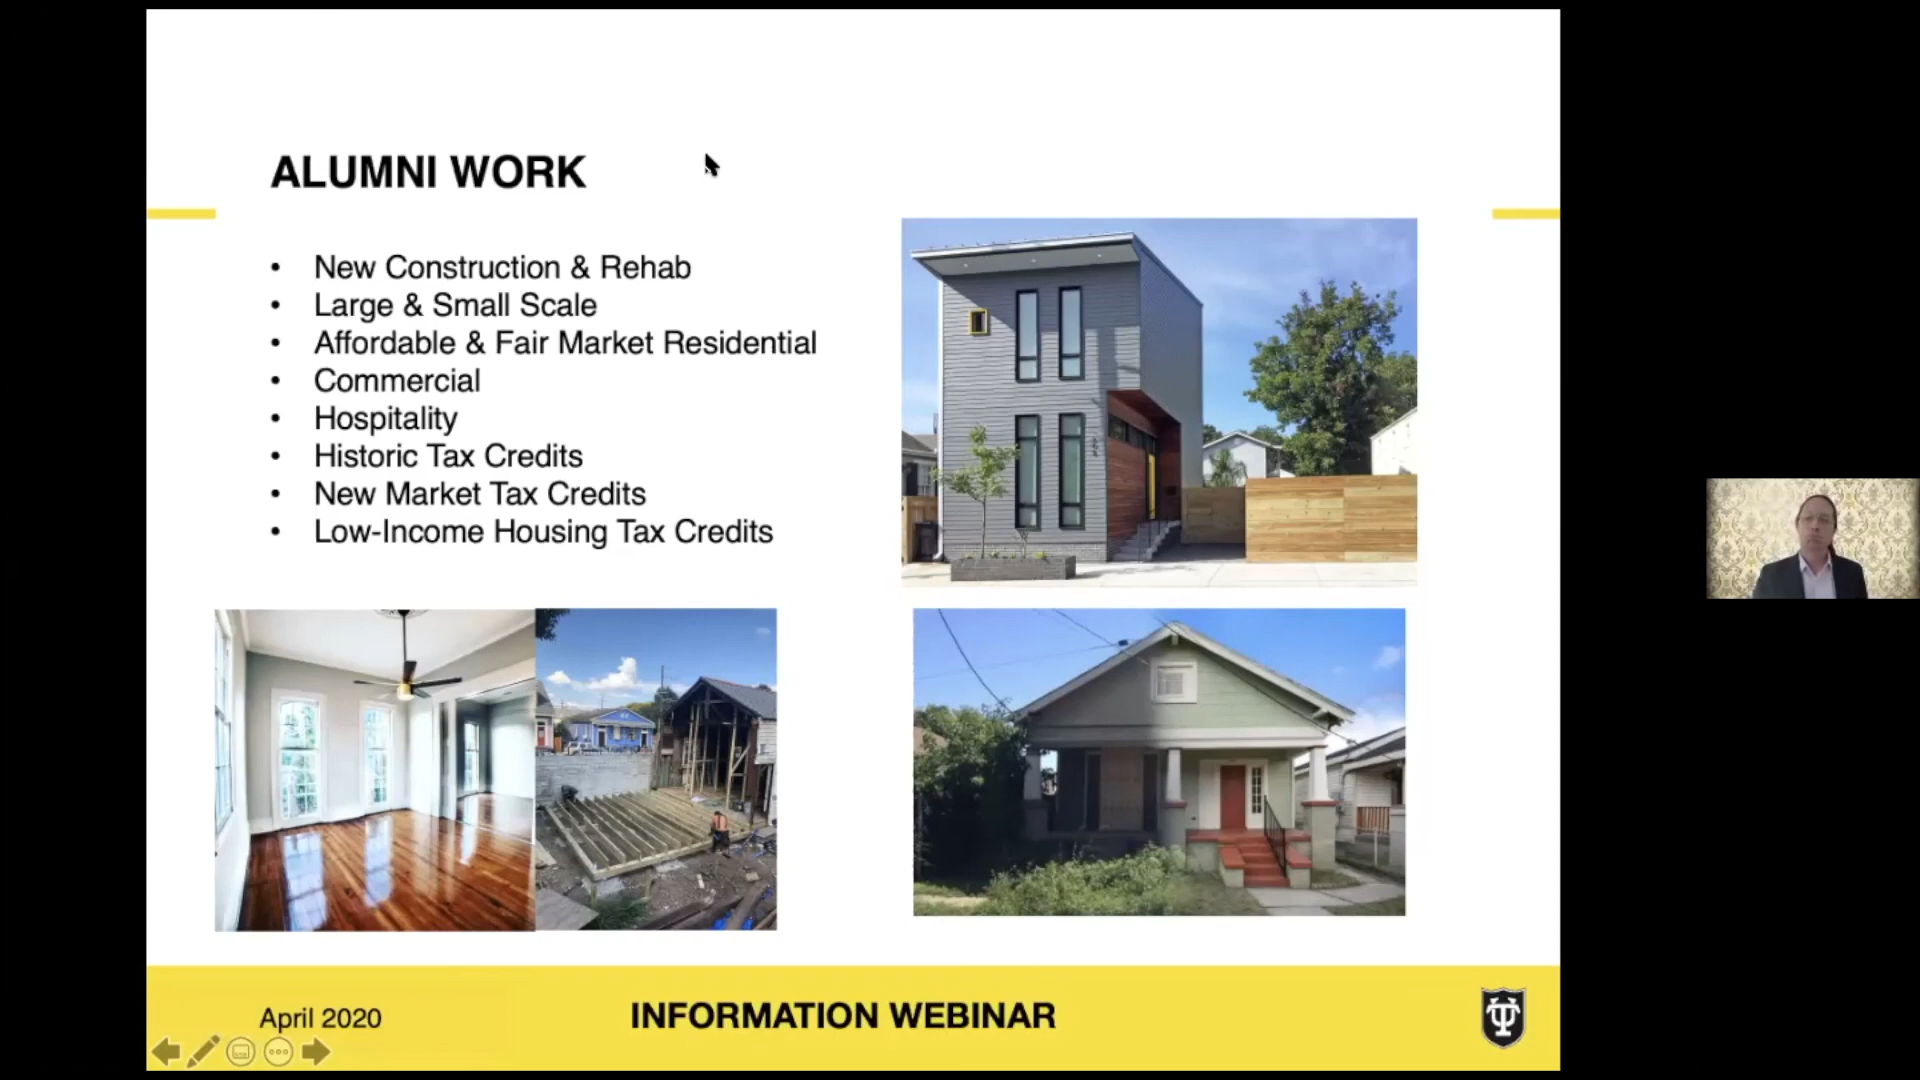 ALUMNI WORK
• New Construction & Rehab
• Large & Small Scale
• Affordable & Fair Market Residential
• Commercial
• Hospitality
• Historic Tax Credits
• New Market Tax Credits
• Low-Income Housing Tax Credits
April 2020
INFORMATION WEBINAR